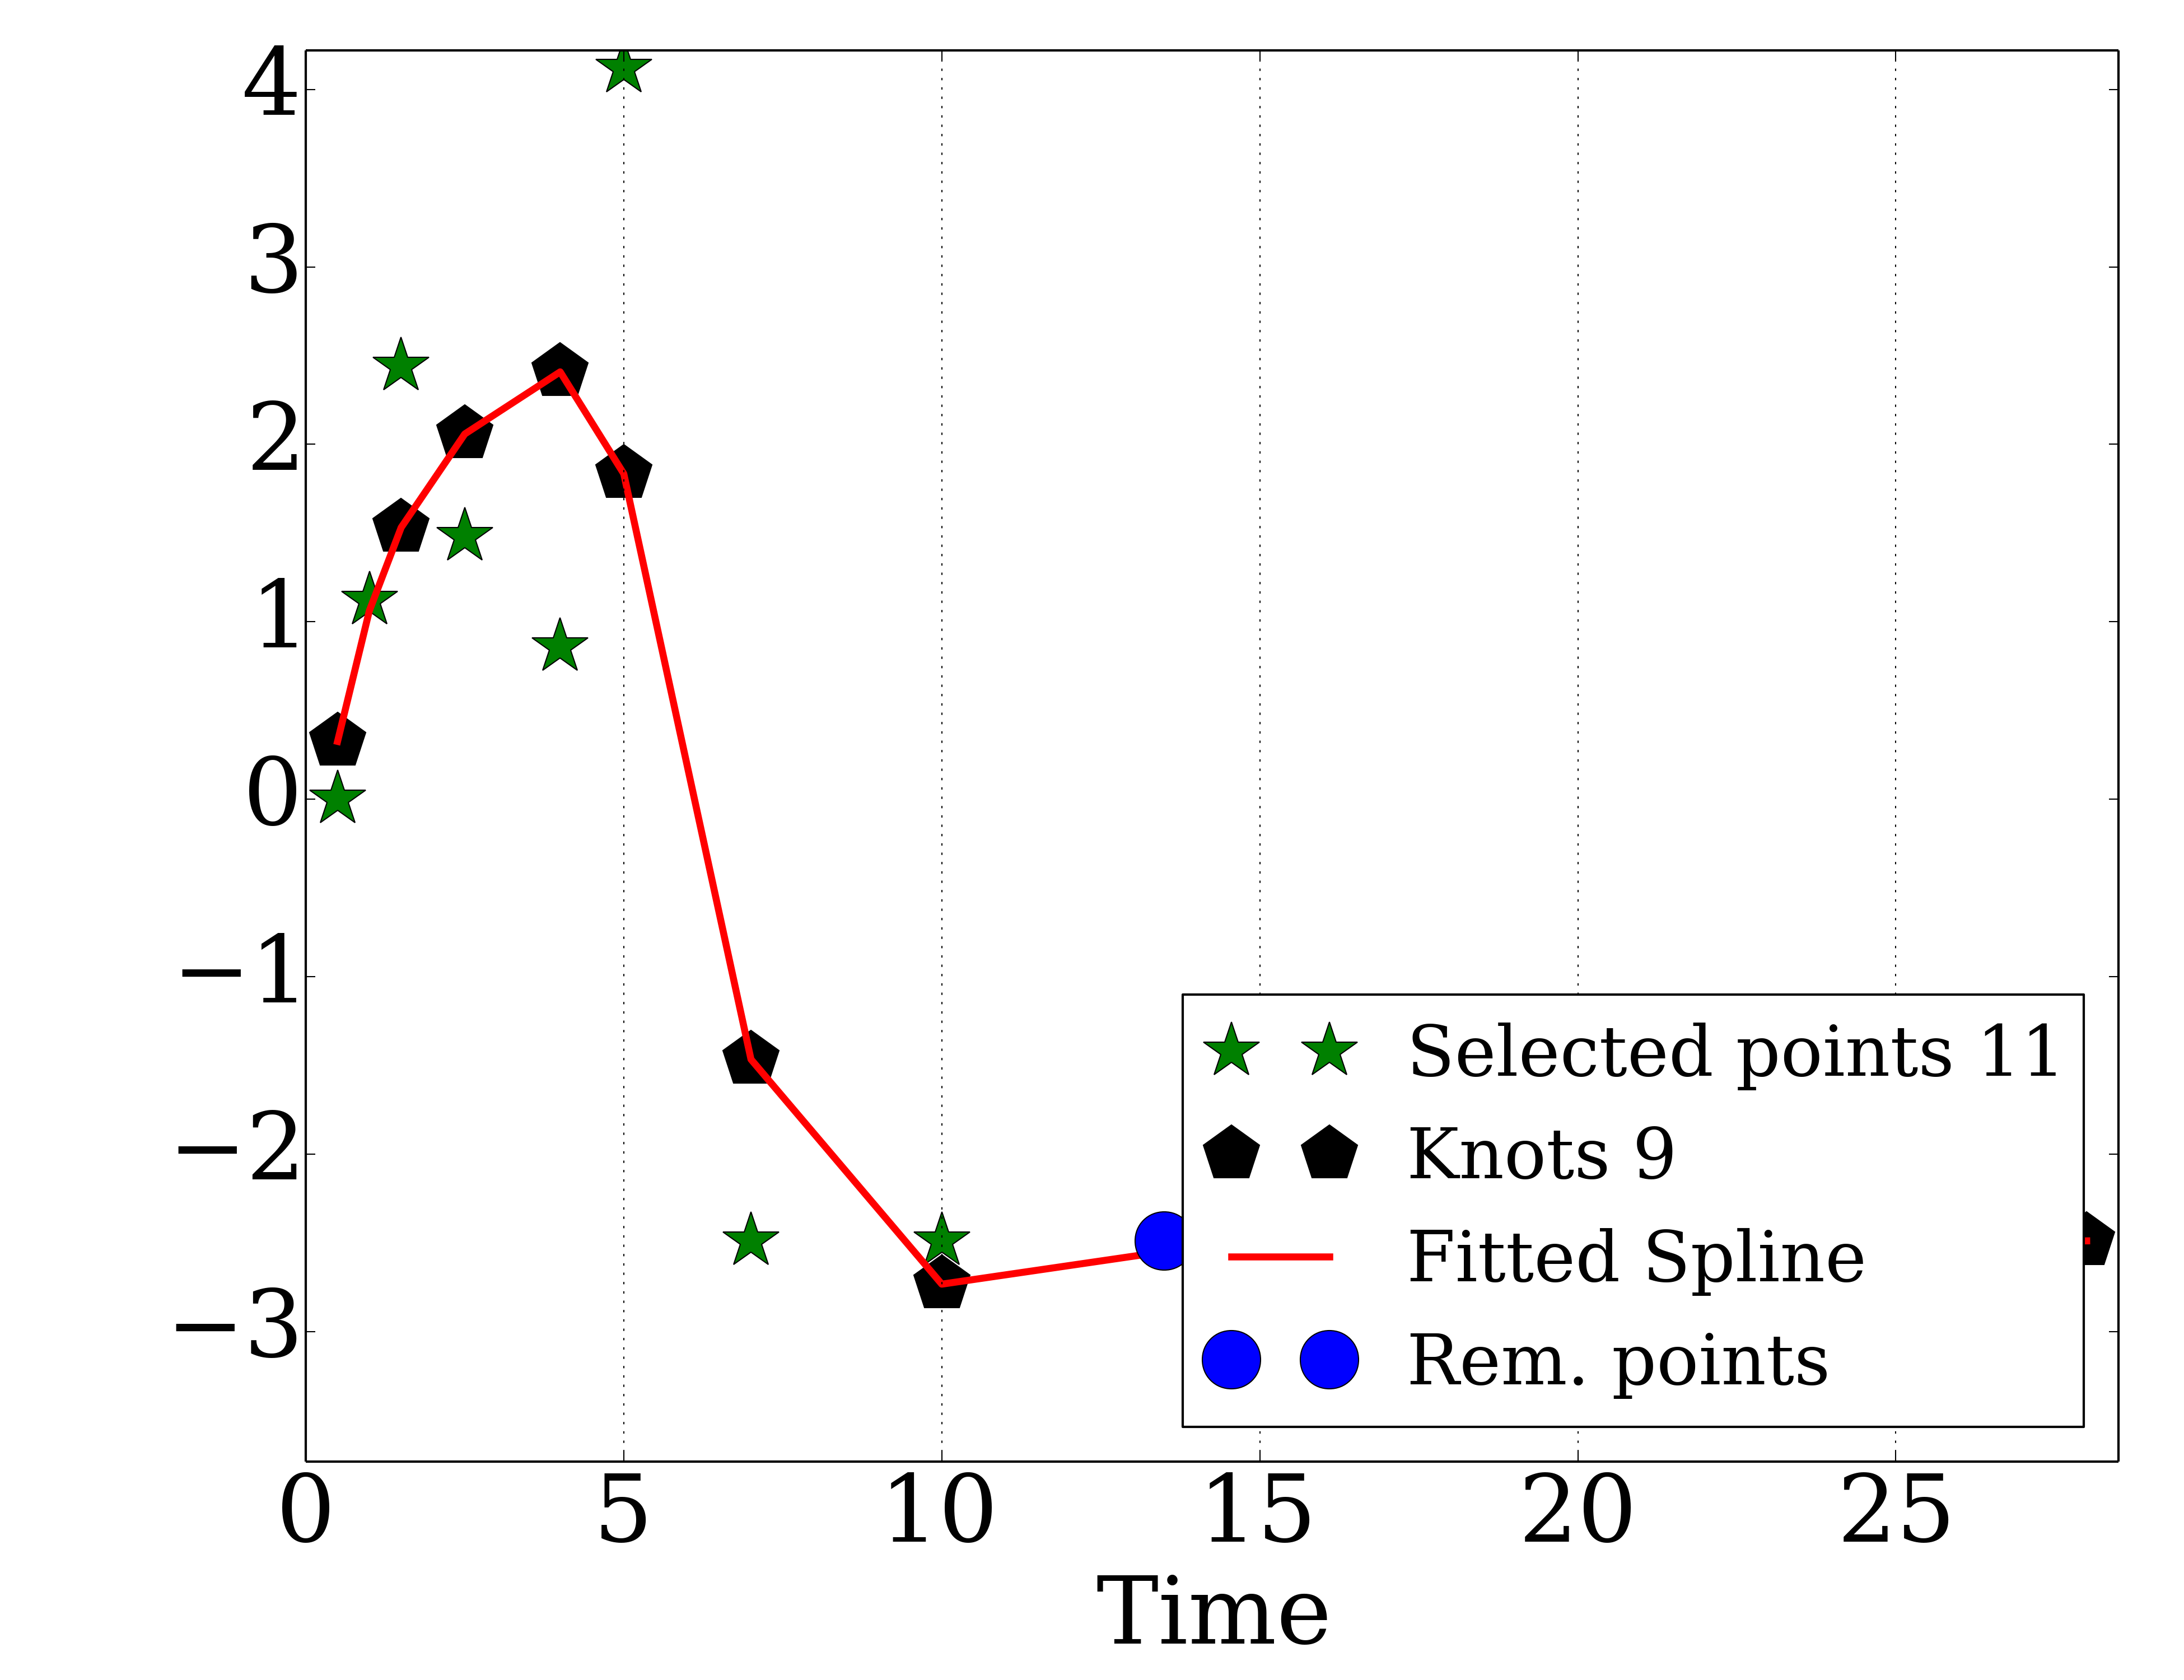 4
3
2
1
0
−1
−2
−3
Selected points 11
Knots 9
Fitted Spline
Rem. points
0 5 10 15 20 25
Time